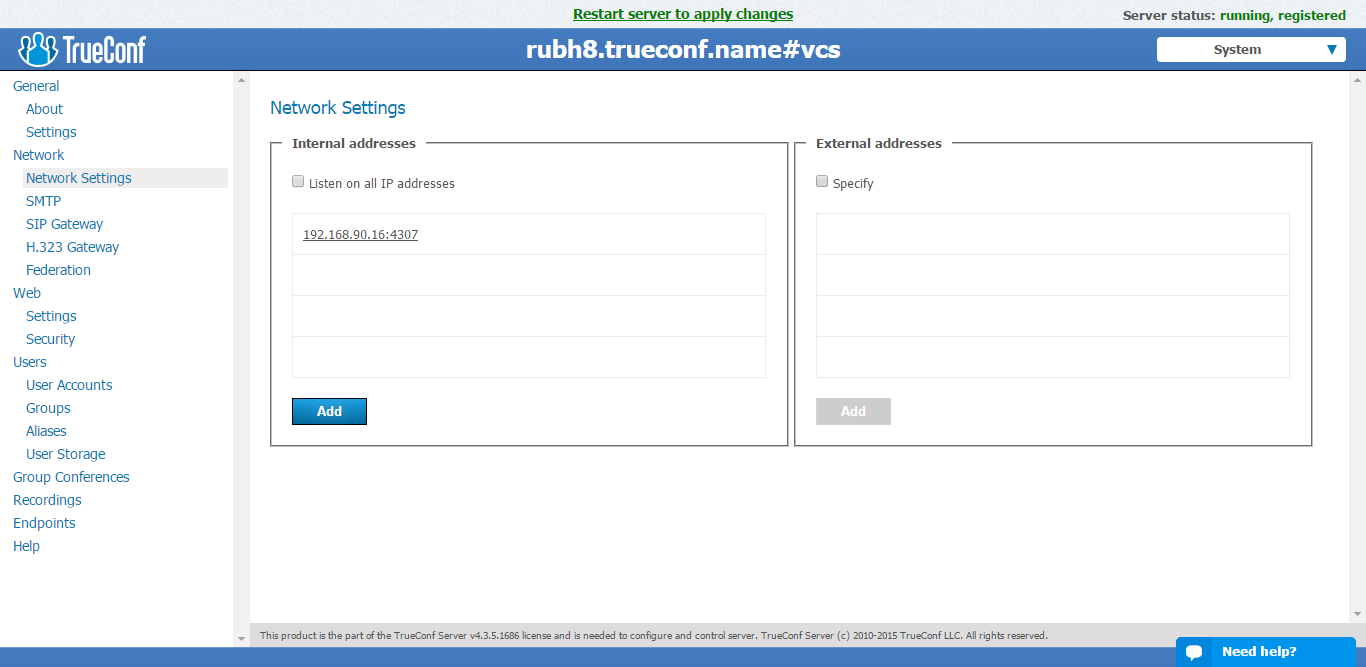 Restart server to apply changes
Server status: running, registered
TrueConf
rubh8.trueconf.name#vcs
System
General
About
Settings
Network
Network Settings
SMTP
SIP Gateway
H.323 Gateway
Federation
Web
Settings
Security
Users
User Accounts
Groups
Aliases
User Storage
Group Conferences
Recordings
Endpoints
Help
Network Settings
Internal addresses
Listen on all IP addresses
192.168.90.16:4307
Add
External addresses
Specify
Add
This product is the part of the TrueConf Server v4.3.5.1686 license and is needed to configure and control server. TrueConf Server (c) 2010-2015 TrueConf LLC. All rights reserved.
Need help?